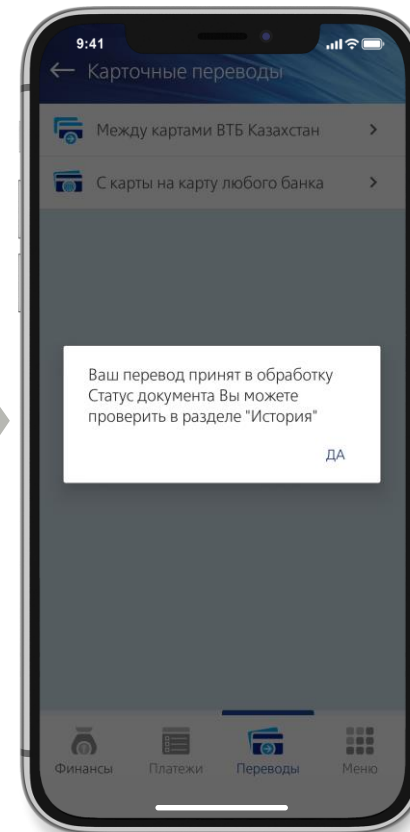 9:41
Карточные переводы
Между картами ВТБ Казахстан
С карты на карту любого банка
Ваш перевод принят в обработку
Статус документа Вы можете
проверить в разделе "История"
ДА
Финансы Платежи Переводы Меню